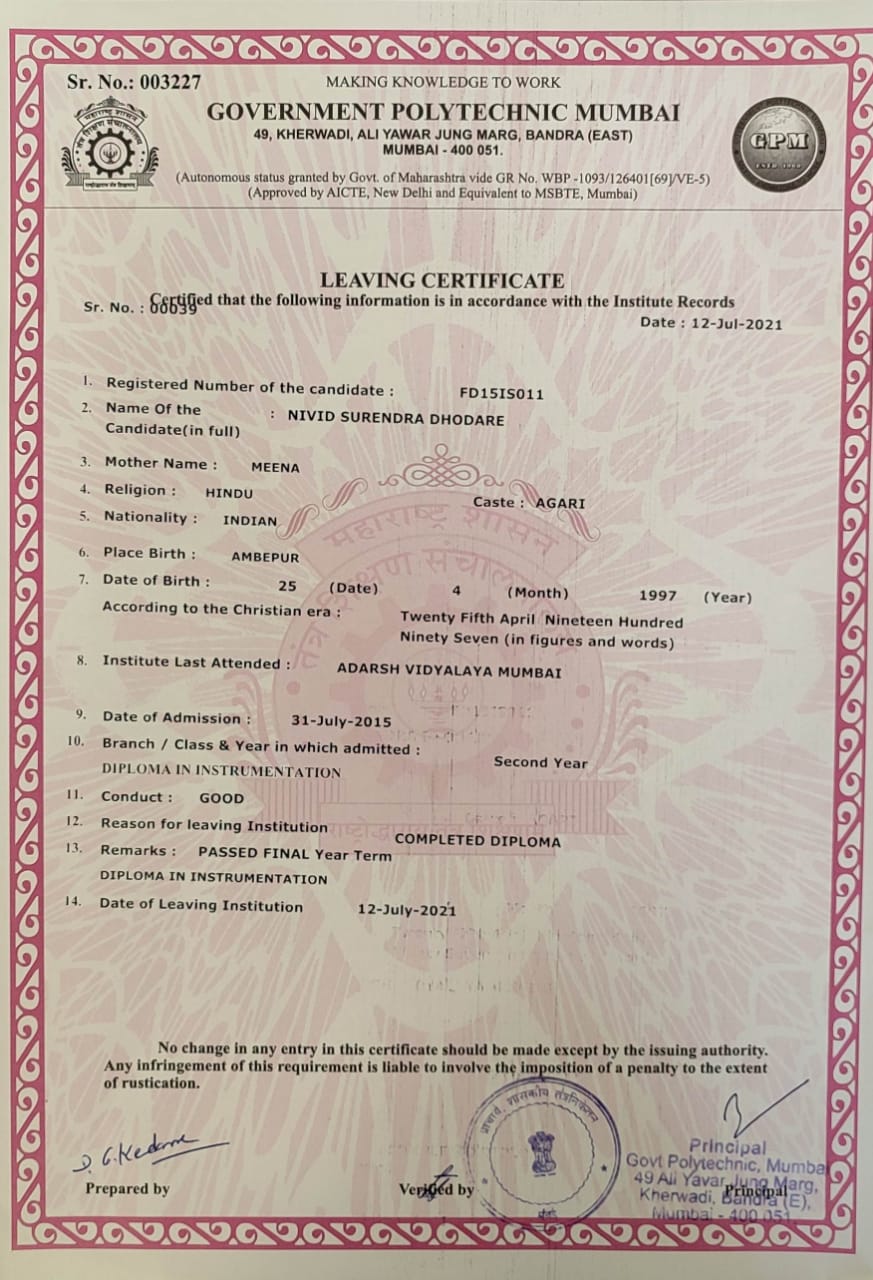 Sr. No.: 003227
MAKING KNOWLEDGE TO WORK
GOVERNMENT POLYTECHNIC MUMBAI
49, KHERWADI, ALI YAWAR JUNG MARG, BANDRA (EAST)
MUMBAI - 400 051.
(Autonomous status granted by Govt. of Maharashtra vide GR No. WBP -1093/126401[69]/VE-5)
(Approved by AICTE, New Delhi and Equivalent to MSBTE, Mumbai)
महाराष्ट्र शासन
GPM
LEAVING CERTIFICATE
Certified that the following information is in accordance with the Institute Records
Sr. No. : 00039
Date : 12-Jul-2021
1. Registered Number of the candidate : FD15IS011
2. Name Of the : NIVID SURENDRA DHODARE
Candidate(in full)
3. Mother Name : MEENA
4. Religion : HINDU Caste : AGARI
5. Nationality : INDIAN
महाराष्ट्र शासन
6. Place Birth : AMBEPUR
7. Date of Birth : 25 (Date) 4 (Month) 1997 (Year)
According to the Christian era : Twenty Fifth April Nineteen Hundred
Ninety Seven (in figures and words)
8. Institute Last Attended : ADARSH VIDYALAYA MUMBAI
9. Date of Admission : 31-July-2015
10. Branch / Class & Year in which admitted : Second Year
DIPLOMA IN INSTRUMENTATION
11. Conduct : GOOD
12. Reason for leaving Institution COMPLETED DIPLOMA
13. Remarks : PASSED FINAL Year Term
DIPLOMA IN INSTRUMENTATION
14. Date of Leaving Institution 12-July-2021
No change in any entry in this certificate should be made except by the issuing authority.
Any infringement of this requirement is liable to involve the imposition of a penalty to the extent
of rustication.
प्राचार्य, शासकीय तंत्रनिकेतन
मुंबई
D. G. Kedame
Prepared by
Verified by
Principal
Principal
Govt Polytechnic, Mumbai
49 Ali Yavar Jung Marg,
Kherwadi, Bandra (E),
Mumbai - 400 051.